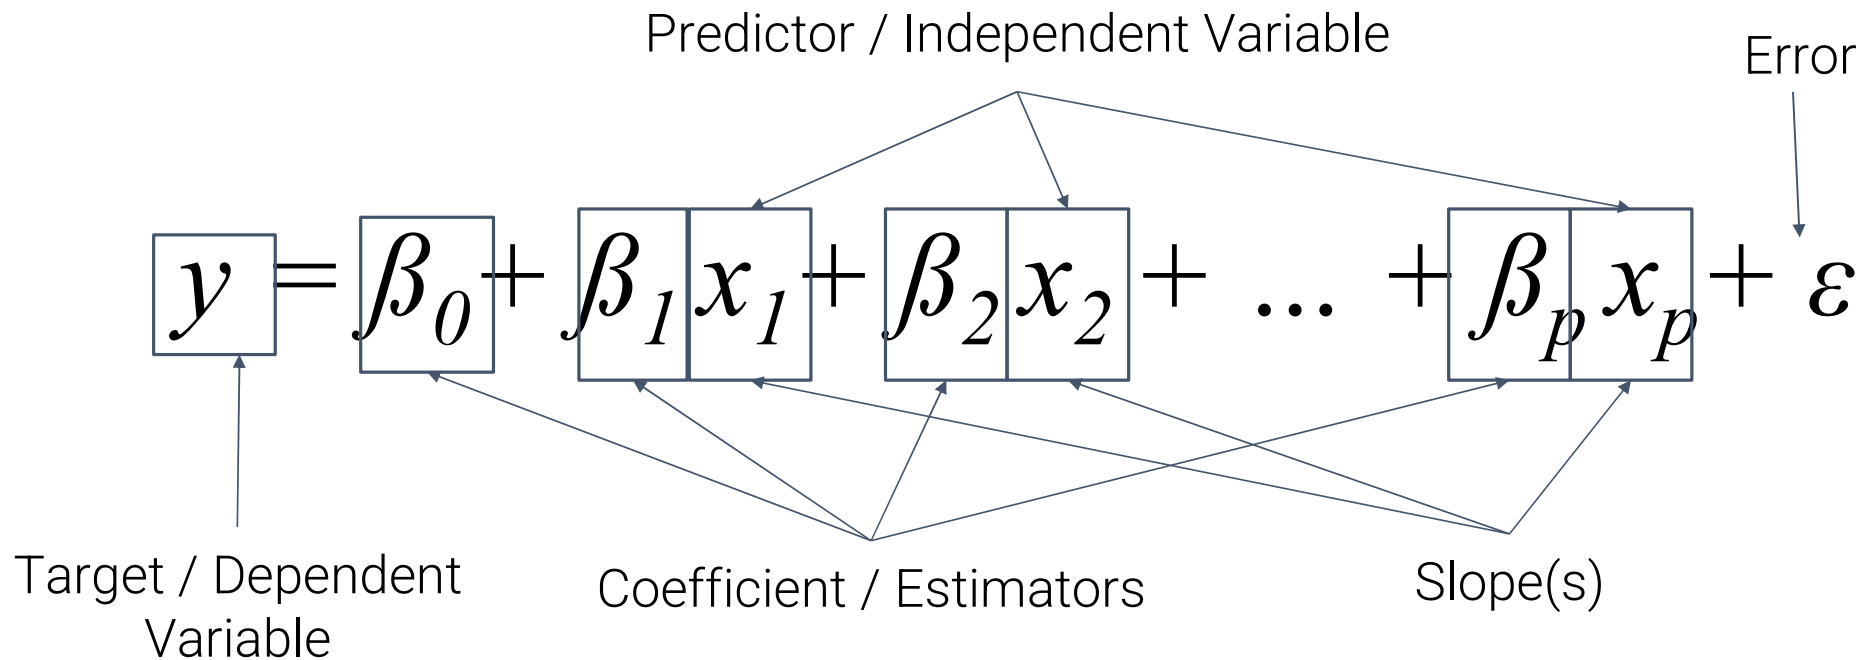 Predictor / Independent Variable
Error
y = β₀ + β₁ x₁ + β₂ x₂ + ... + βₚ xₚ + ε
Target / Dependent
Variable
Coefficient / Estimators
Slope(s)